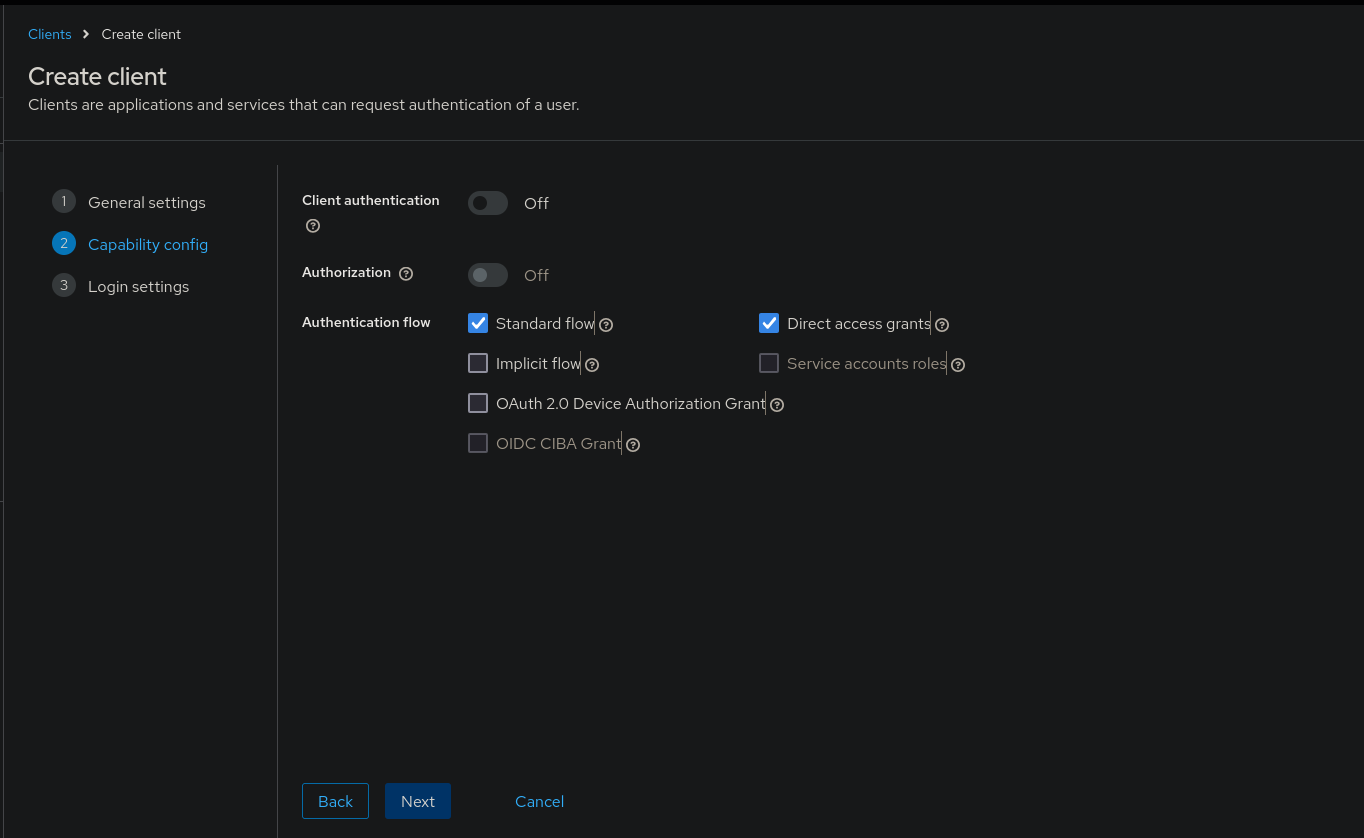 Clients > Create client
Create client
Clients are applications and services that can request authentication of a user.
1 General settings
2 Capability config
3 Login settings
Client authentication Off
?
Authorization ? Off
Authentication flow Standard flow ? Direct access grants ?
Implicit flow ? Service accounts roles ?
OAuth 2.0 Device Authorization Grant ?
OIDC CIBA Grant ?
Back Next Cancel